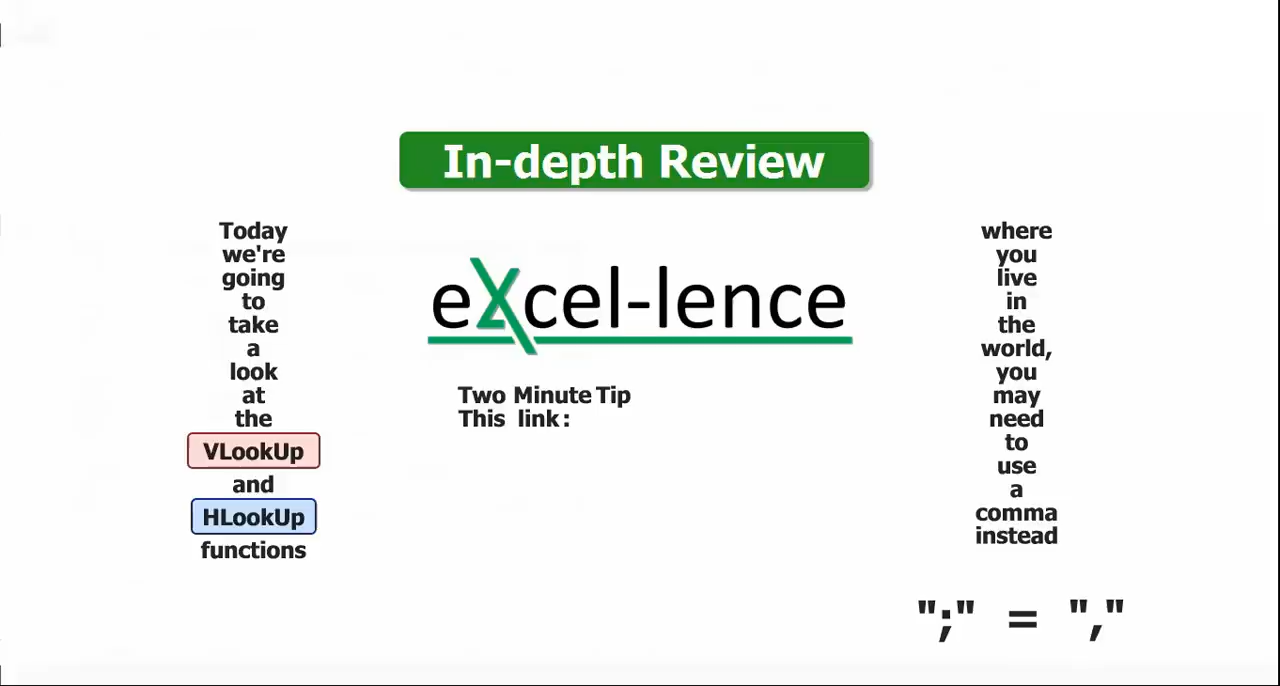 In-depth Review
Today
we're
going
to
take
a
look
at
the
VLookUp
and
HLookUp
functions
eXcel-lence
Two Minute Tip
This link:
where
you
live
in
the
world,
you
may
need
to
use
a
comma
instead
";" = ","